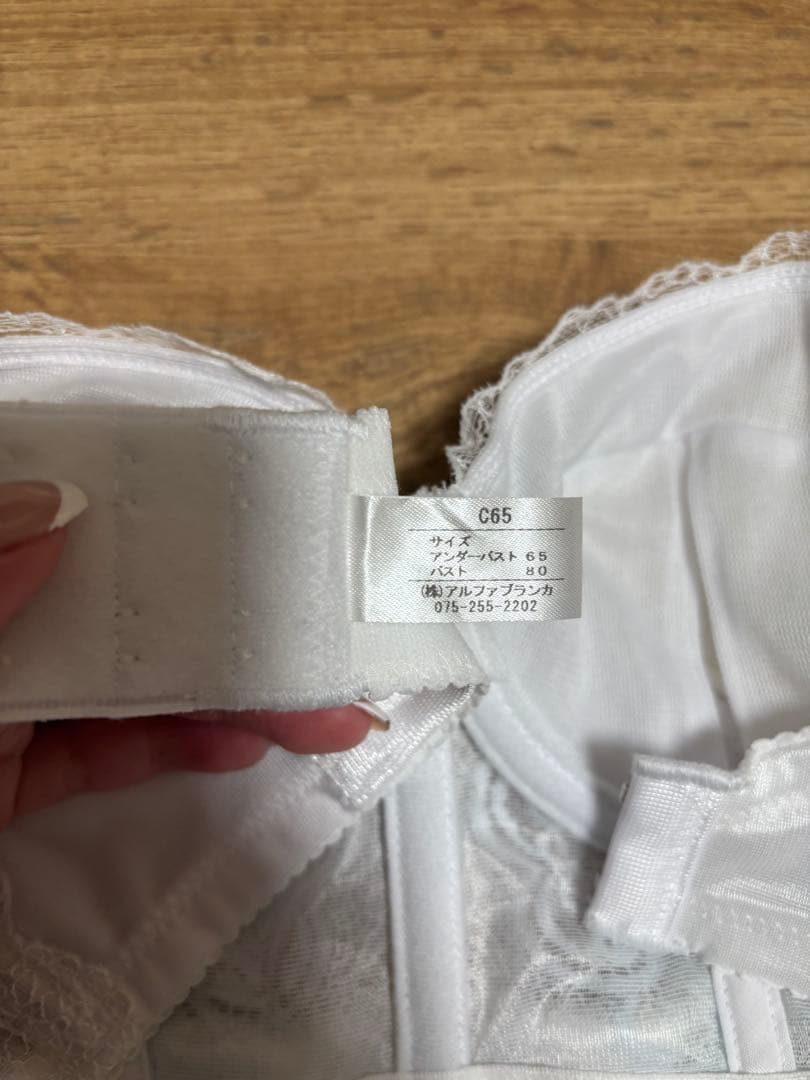 C65
サイズ
アンダーバスト 65
バスト 80
(株)アルファブランカ
075-255-2202